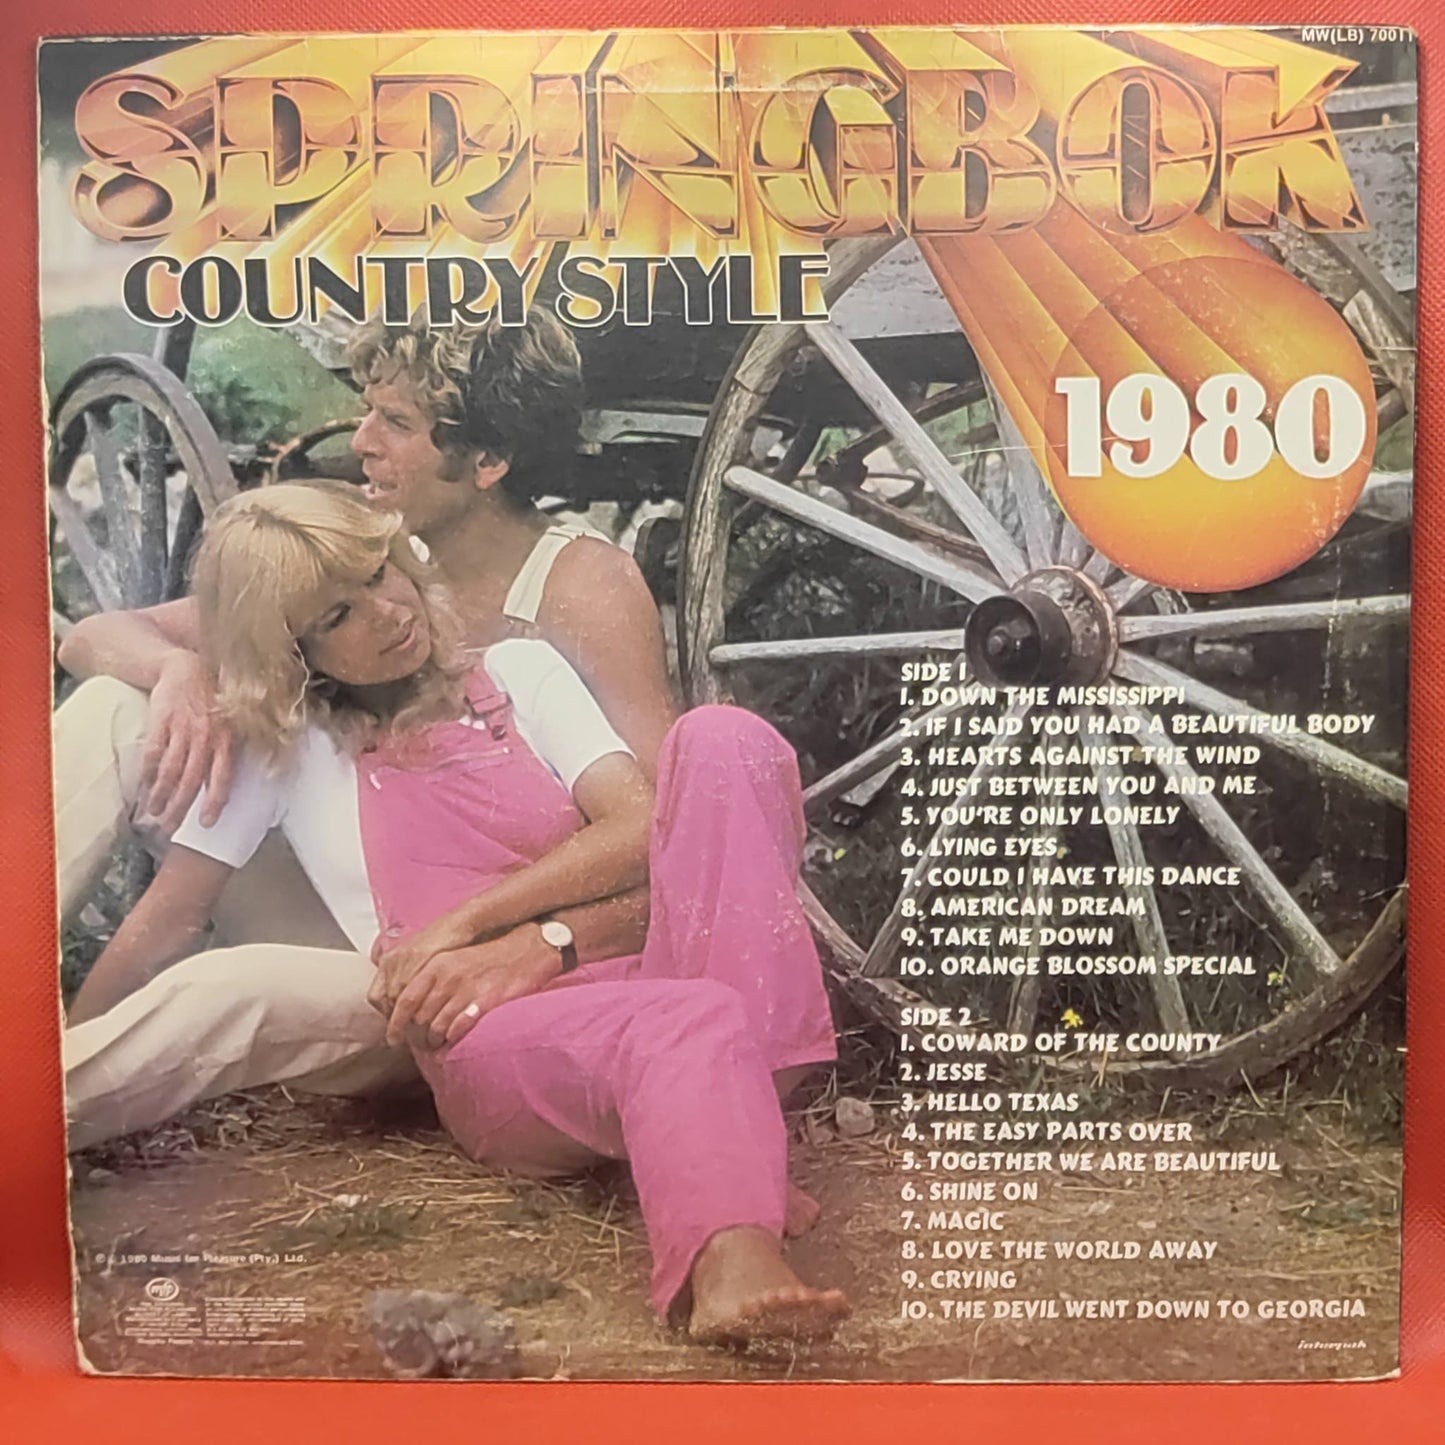 MW(LB) 70011
SPRINGBOK
COUNTRY STYLE
1980
SIDE 1
1. DOWN THE MISSISSIPPI
2. IF I SAID YOU HAD A BEAUTIFUL BODY
3. HEARTS AGAINST THE WIND
4. JUST BETWEEN YOU AND ME
5. YOU'RE ONLY LONELY
6. LYING EYES
7. COULD I HAVE THIS DANCE
8. AMERICAN DREAM
9. TAKE ME DOWN
10. ORANGE BLOSSOM SPECIAL
SIDE 2
1. COWARD OF THE COUNTY
2. JESSE
3. HELLO TEXAS
4. THE EASY PARTS OVER
5. TOGETHER WE ARE BEAUTIFUL
6. SHINE ON
7. MAGIC
8. LOVE THE WORLD AWAY
9. CRYING
10. THE DEVIL WENT DOWN TO GEORGIA
1980 Music for Pleasure (Pty.) Ltd.
mfp